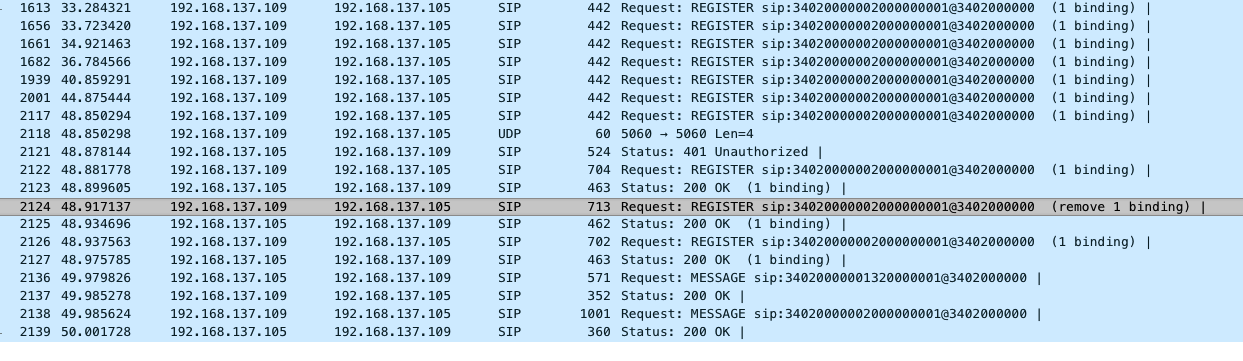 1613 33.284321 192.168.137.109 192.168.137.105 SIP 442 Request: REGISTER sip:34020000002000000001@3402000000 (1 binding) |
1656 33.723420 192.168.137.109 192.168.137.105 SIP 442 Request: REGISTER sip:34020000002000000001@3402000000 (1 binding) |
1661 34.921463 192.168.137.109 192.168.137.105 SIP 442 Request: REGISTER sip:34020000002000000001@3402000000 (1 binding) |
1682 36.784566 192.168.137.109 192.168.137.105 SIP 442 Request: REGISTER sip:34020000002000000001@3402000000 (1 binding) |
1939 40.859291 192.168.137.109 192.168.137.105 SIP 442 Request: REGISTER sip:34020000002000000001@3402000000 (1 binding) |
2001 44.875444 192.168.137.109 192.168.137.105 SIP 442 Request: REGISTER sip:34020000002000000001@3402000000 (1 binding) |
2117 48.850294 192.168.137.109 192.168.137.105 SIP 442 Request: REGISTER sip:34020000002000000001@3402000000 (1 binding) |
2118 48.850298 192.168.137.109 192.168.137.105 UDP 60 5060 → 5060 Len=4
2121 48.878144 192.168.137.105 192.168.137.109 SIP 524 Status: 401 Unauthorized |
2122 48.881778 192.168.137.109 192.168.137.105 SIP 704 Request: REGISTER sip:34020000002000000001@3402000000 (1 binding) |
2123 48.899605 192.168.137.105 192.168.137.109 SIP 463 Status: 200 OK (1 binding) |
2124 48.917137 192.168.137.109 192.168.137.105 SIP 713 Request: REGISTER sip:34020000002000000001@3402000000 (remove 1 binding) |
2125 48.934696 192.168.137.105 192.168.137.109 SIP 462 Status: 200 OK (1 binding) |
2126 48.937563 192.168.137.109 192.168.137.105 SIP 702 Request: REGISTER sip:34020000002000000001@3402000000 (1 binding) |
2127 48.975785 192.168.137.105 192.168.137.109 SIP 463 Status: 200 OK (1 binding) |
2136 49.979826 192.168.137.105 192.168.137.109 SIP 571 Request: MESSAGE sip:34020000001320000001@3402000000 |
2137 49.985278 192.168.137.109 192.168.137.105 SIP 352 Status: 200 OK |
2138 49.985624 192.168.137.109 192.168.137.105 SIP 1001 Request: MESSAGE sip:34020000002000000001@3402000000 |
2139 50.001728 192.168.137.105 192.168.137.109 SIP 360 Status: 200 OK |